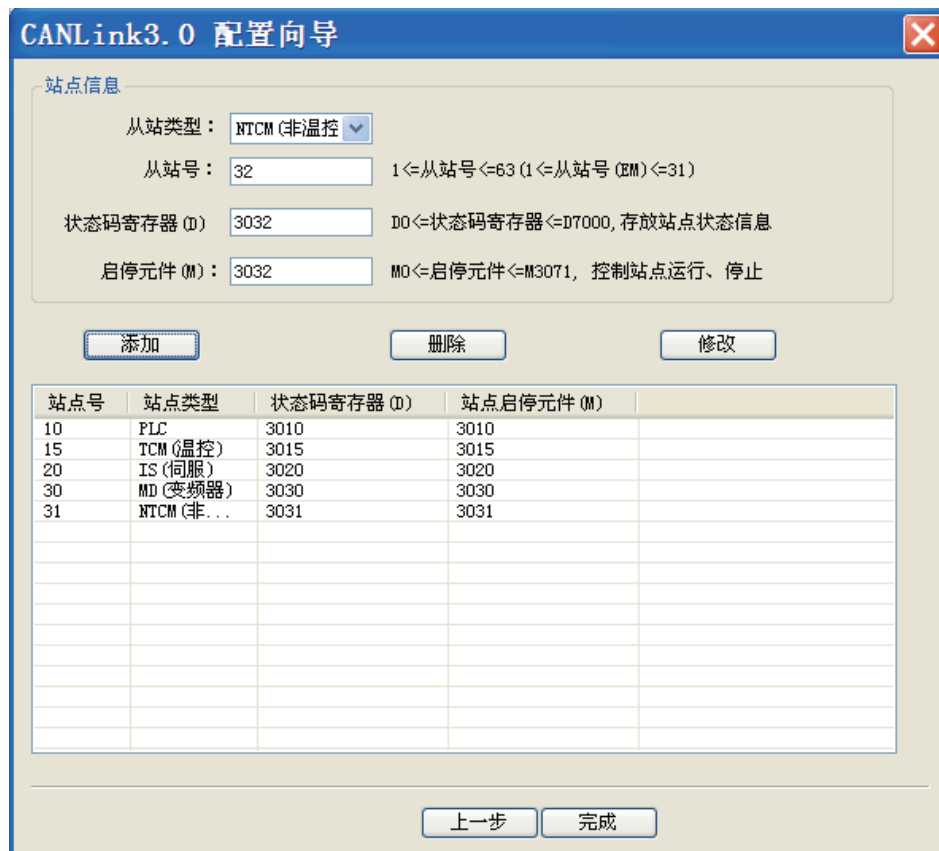 CANLink3.0 配置向导
站点信息
从站类型： NTCM(非温控
从站号： 32 1<=从站号<=63(1<=从站号(EM)<=31)
状态码寄存器(D) 3032 D0<=状态码寄存器<=D7000,存放站点状态信息
启停元件(M)： 3032 M0<=启停元件<=M3071, 控制站点运行、停止
添加 删除 修改
站点号 站点类型 状态码寄存器(D) 站点启停元件(M)
10 PLC 3010 3010
15 TCM(温控) 3015 3015
20 IS(伺服) 3020 3020
30 MD(变频器) 3030 3030
31 NTCM(非... 3031 3031
上一步 完成